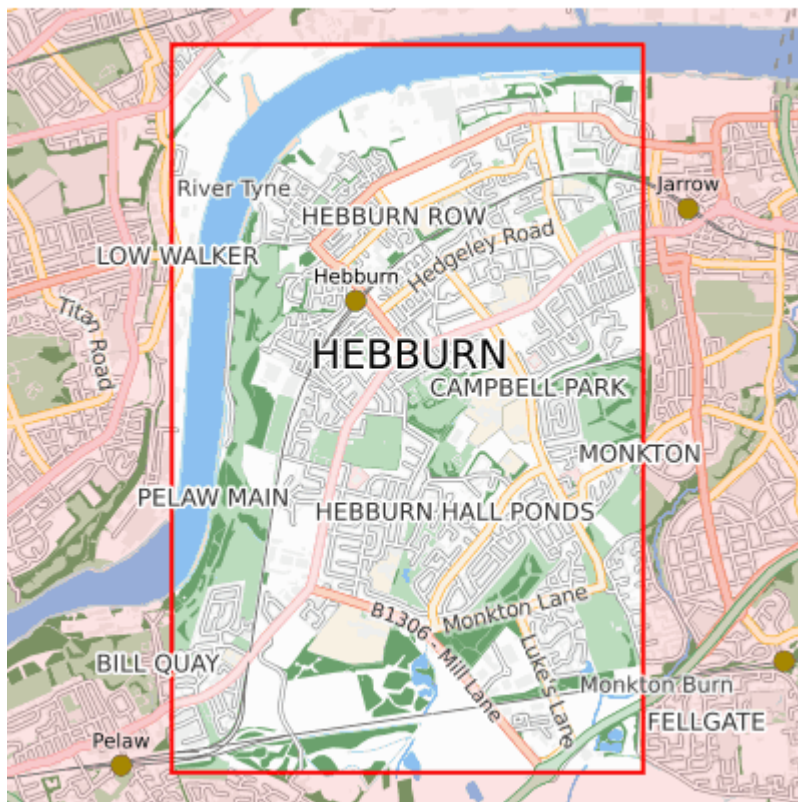 Jarrow
River Tyne
HEBBURN ROW
LOW WALKER
Hedgeley Road
Hebburn
Titan Road
HEBBURN
CAMPBELL PARK
MONKTON
PELAW MAIN
HEBBURN HALL PONDS
B1306 - Mill Lane
Monkton Lane
Luke's Lane
BILL QUAY
Monkton Burn
FELLGATE
Pelaw